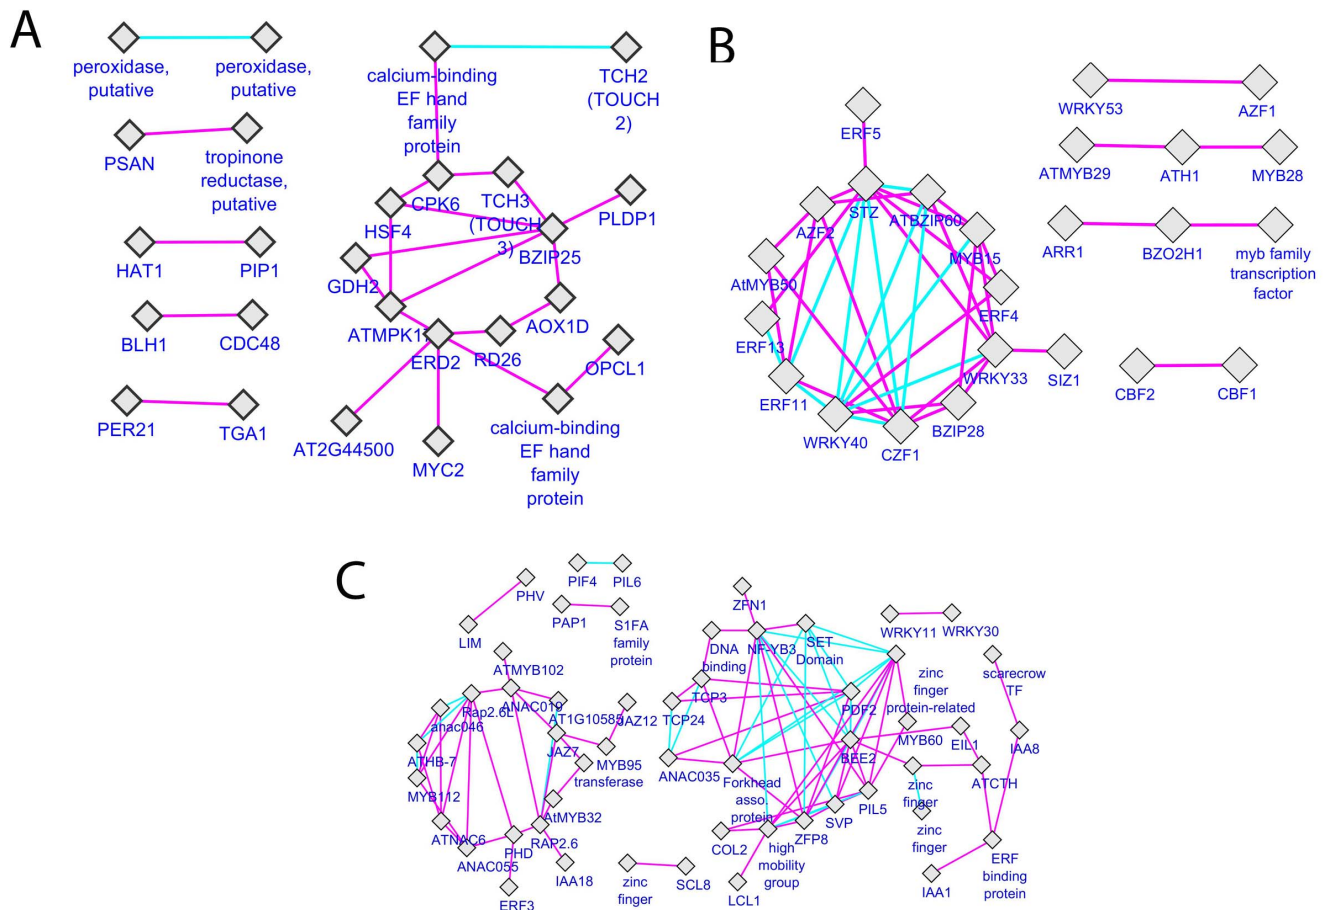 A
peroxidase,
putative
peroxidase,
putative
calcium-binding
EF hand
family
protein
TCH2
(TOUCH
2)
PSAN
tropinone
reductase,
putative
CPK6
TCH3
(TOUCH
3)
PLDP1
HSF4
BZIP25
HAT1
PIP1
GDH2
AOX1D
BLH1
CDC48
ATMPK17
ERD2
RD26
OPCL1
PER21
TGA1
AT2G44500
MYC2
calcium-binding
EF hand
family
protein
B
ERF5
WRKY53
AZF1
STZ
ATBZIP60
AZF2
MYB15
ATMYB29
ATH1
MYB28
AtMYB50
ERF4
ARR1
BZO2H1
myb family
transcription
factor
ERF13
WRKY33
SIZ1
ERF11
BZIP28
WRKY40
CZF1
CBF2
CBF1
C
PHV
LIM
PIF4
PIL6
PAP1
S1FA
family
protein
ATMYB102
Rap2.6L
ANAC019
anac046
AT1G10585
JAZ12
ATHB-7
JAZ7
MYB95
transferase
MYB112
AtMYB32
ATNAC6
ANAC055
PHD
RAP2.6
IAA18
ERF3
zinc
finger
SCL8
ZFN1
DNA
binding
NF-YB3
SET
Domain
WRKY11
WRKY30
zinc
finger
protein-related
scarecrow
TF
TCP3
TCP24
PDF2
MYB60
EIL1
IAA8
BEE2
ANAC035
Forkhead
asso.
protein
zinc
finger
ATCTH
PIL5
SVP
zinc
finger
COL2
high
mobility
group
ZFP8
LCL1
ERF
binding
protein
IAA1